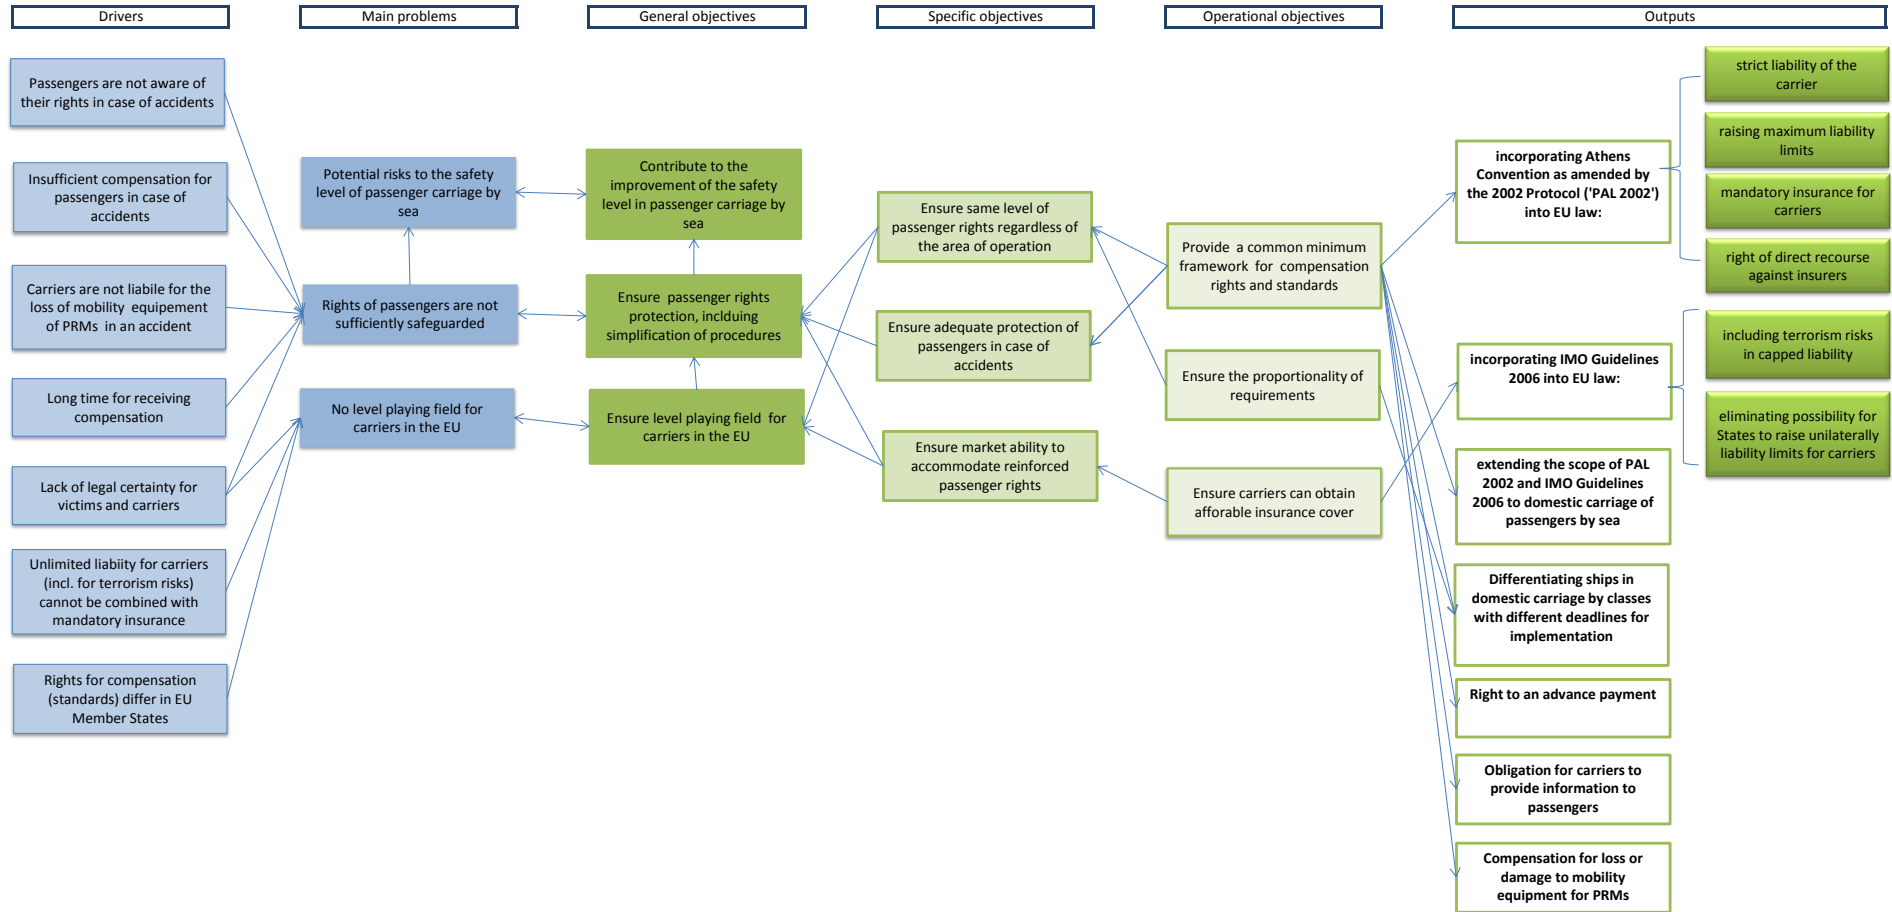 Drivers
Main problems
General objectives
Specific objectives
Operational objectives
Outputs
Passengers are not aware of
their rights in case of accidents
Insufficient compensation for
passengers in case of
accidents
Carriers are not liabile for the
loss of mobility equipement
of PRMs in an accident
Long time for receiving
compensation
Lack of legal certainty for
victims and carriers
Unlimited liabiity for carriers
(incl. for terrorism risks)
cannot be combined with
mandatory insurance
Rights for compensation
(standards) differ in EU
Member States
Potential risks to the safety
level of passenger carriage by
sea
Rights of passengers are not
sufficiently safeguarded
No level playing field for
carriers in the EU
Contribute to the
improvement of the safety
level in passenger carriage by
sea
Ensure passenger rights
protection, inclduing
simplification of procedures
Ensure level playing field for
carriers in the EU
Ensure same level of
passenger rights regardless of
the area of operation
Ensure adequate protection of
passengers in case of
accidents
Ensure market ability to
accommodate reinforced
passenger rights
Provide a common minimum
framework for compensation
rights and standards
Ensure the proportionality of
requirements
Ensure carriers can obtain
afforable insurance cover
incorporating Athens
Convention as amended by
the 2002 Protocol ('PAL 2002')
into EU law:
incorporating IMO Guidelines
2006 into EU law:
extending the scope of PAL
2002 and IMO Guidelines
2006 to domestic carriage of
passengers by sea
Differentiating ships in
domestic carriage by classes
with different deadlines for
implementation
Right to an advance payment
Obligation for carriers to
provide information to
passengers
Compensation for loss or
damage to mobility
equipment for PRMs
strict liability of the
carrier
raising maximum liability
limits
mandatory insurance for
carriers
right of direct recourse
against insurers
including terrorism risks
in capped liability
eliminating possibility for
States to raise unilaterally
liability limits for carriers